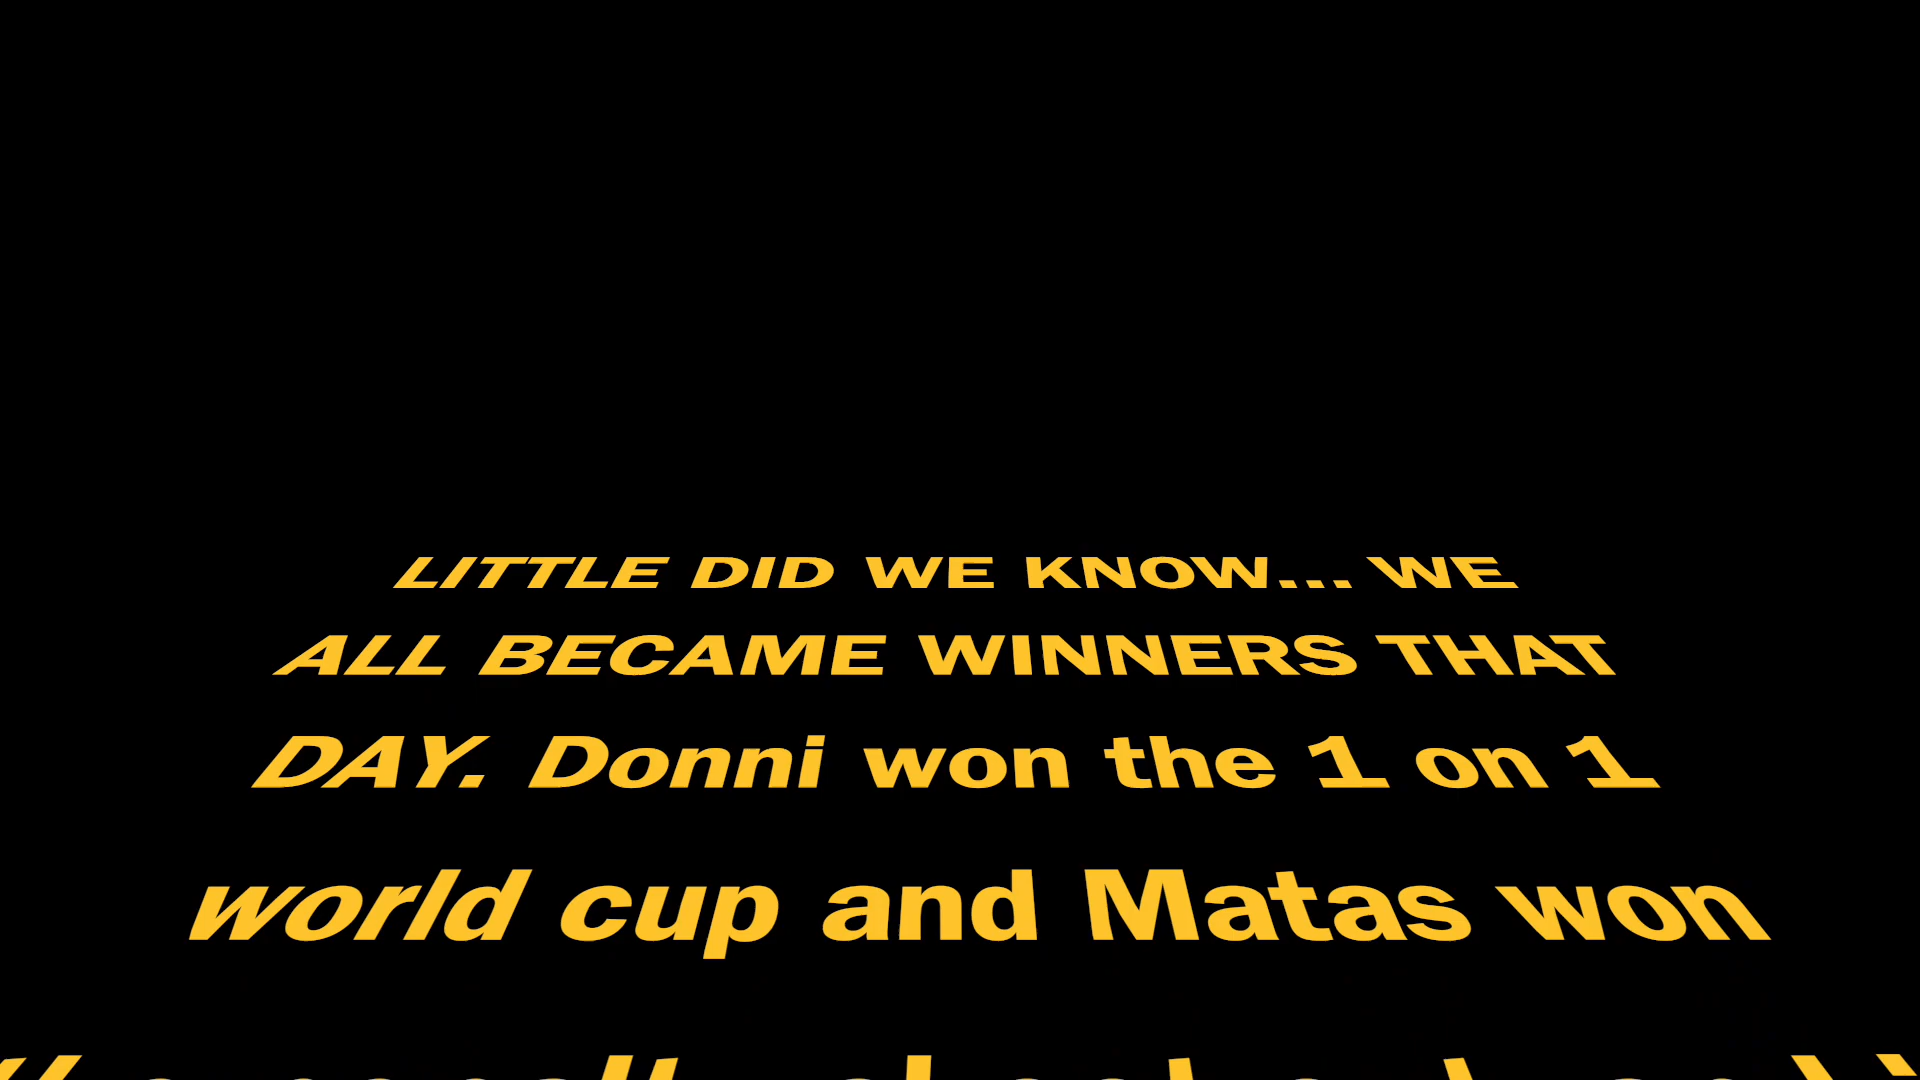 LITTLE DID WE KNOW... WE
ALL BECAME WINNERS THAT
DAY. Donni won the 1 on 1
world cup and Matas won